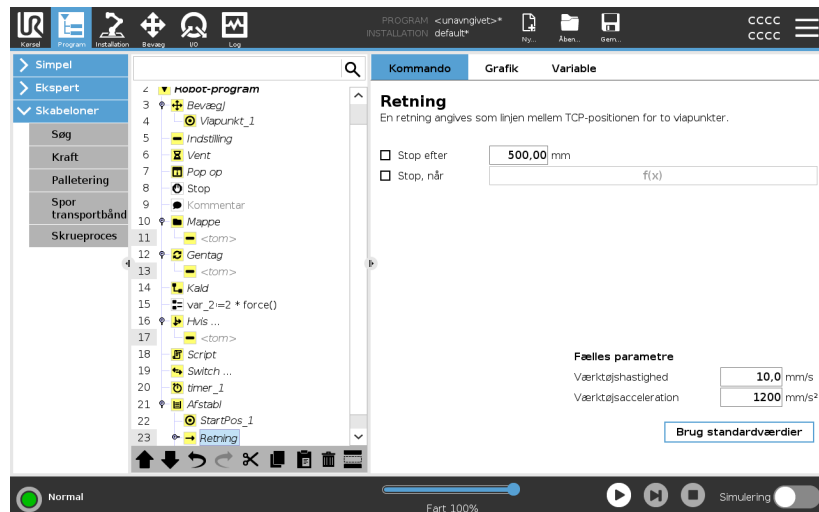 PROGRAM <unavngivet>*
INSTALLATION default*
Kørsel Program Installation Bevæg I/O Log
Ny... Åben... Gem...
CCCC
CCCC
Simpel
Ekspert
Skabeloner
Søg
Kraft
Palletering
Spor
transportbånd
Skrueproces
2 Robot-program
3 BevægJ
4 Viapunkt_1
5 Indstilling
6 Vent
7 Pop op
8 Stop
9 Kommentar
10 Mappe
11 <tom>
12 Gentag
13 <tom>
14 Kald
15 var_2≔2 * force()
16 Hvis ...
17 <tom>
18 Script
19 Switch ...
20 timer_1
21 Afstabl
22 StartPos_1
23 Retning
Kommando Grafik Variable
Retning
En retning angives som linjen mellem TCP-positionen for to viapunkter.
Stop efter 500,00 mm
Stop, når f(x)
Fælles parametre
Værktøjshastighed 10,0 mm/s
Værktøjsacceleration 1200 mm/s²
Brug standardværdier
Normal
Fart 100%
Simulering